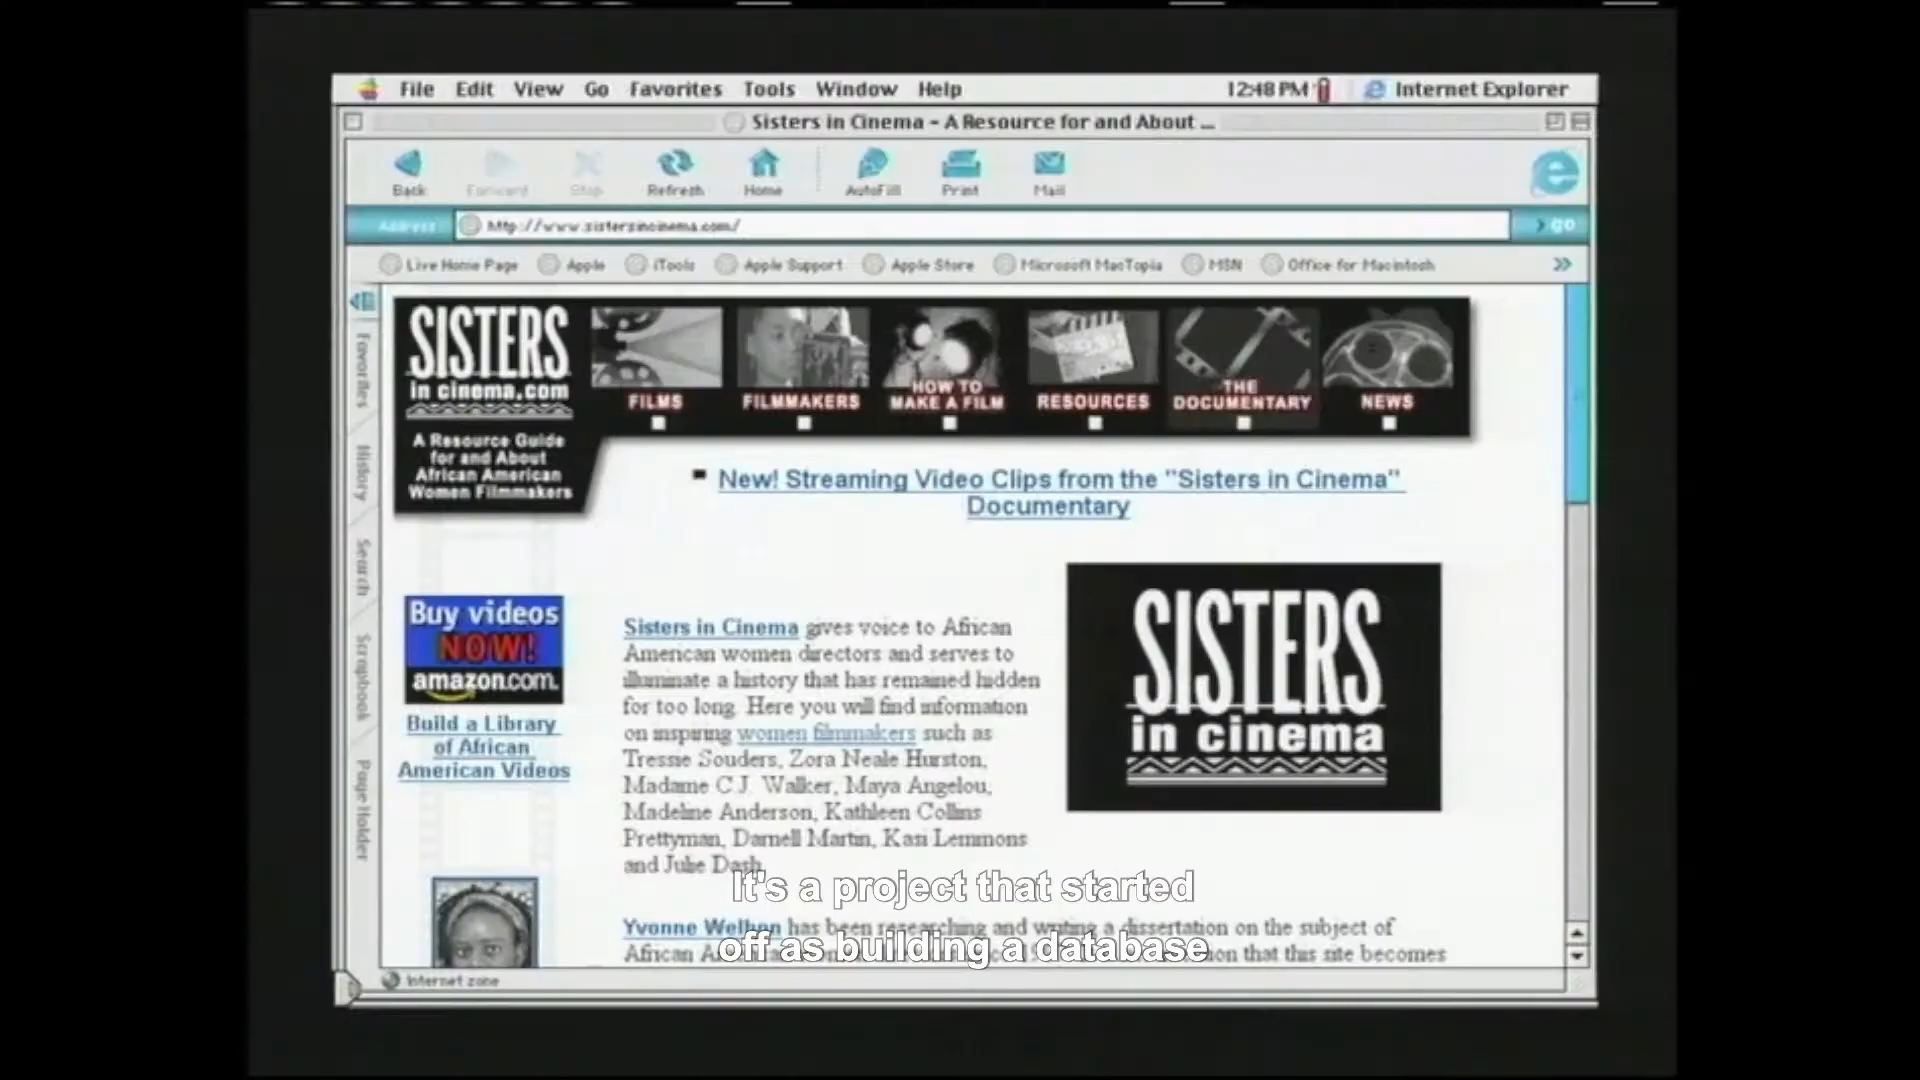 File Edit View Go Favorites Tools Window Help 12:48 PM Internet Explorer
Sisters in Cinema - A Resource for and About ...
Back Forward Stop Refresh Home AutoFill Print Mail
Address http://www.sistersincinema.com/ GO
Live Home Page Apple iTools Apple Support Apple Store Microsoft MacTopia MSN Office for Macintosh
Favorites
History
Search
Scrapbook
Page Holder
SISTERS
in cinema.com
A Resource Guide
for and About
African American
Women Filmmakers
FILMS
FILMMAKERS
HOW TO
MAKE A FILM
RESOURCES
THE
DOCUMENTARY
NEWS
New! Streaming Video Clips from the "Sisters in Cinema"
Documentary
Buy videos
NOW!
amazon.com.
Build a Library
of African
American Videos
Sisters in Cinema gives voice to African
American women directors and serves to
illuminate a history that has remained hidden
for too long. Here you will find information
on inspiring women filmmakers such as
Tressie Souders, Zora Neale Hurston,
Madame C.J. Walker, Maya Angelou,
Madeline Anderson, Kathleen Collins
Prettyman, Darnell Martin, Kasi Lemmons
and Julie Dash.
SISTERS
in cinema
Yvonne Welbon has been researching and writing a dissertation on the subject of
African that this site becomes
It's a project that started
off as building a database
Internet zone